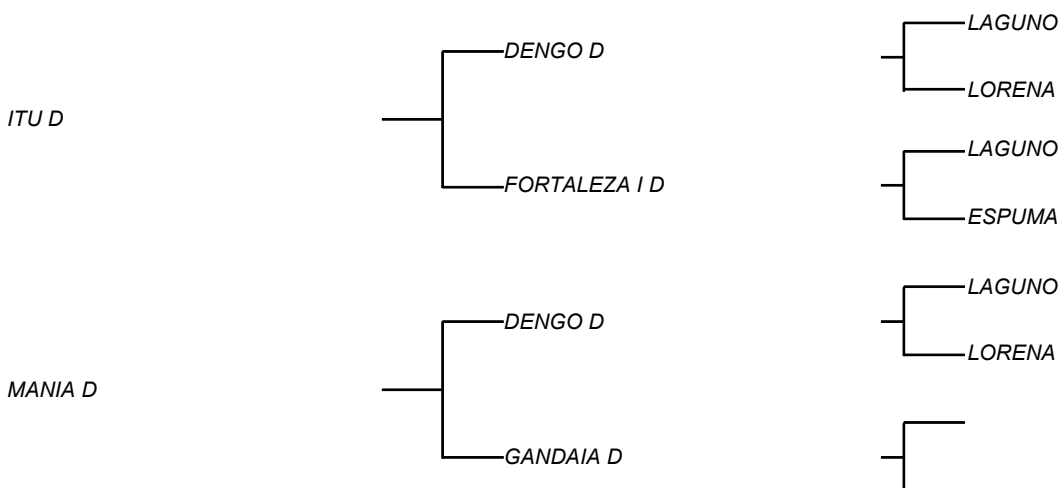 LAGUNO
DENGO D
LORENA
ITU D
LAGUNO
FORTALEZA I D
ESPUMA
LAGUNO
DENGO D
LORENA
MANIA D
GANDAIA D